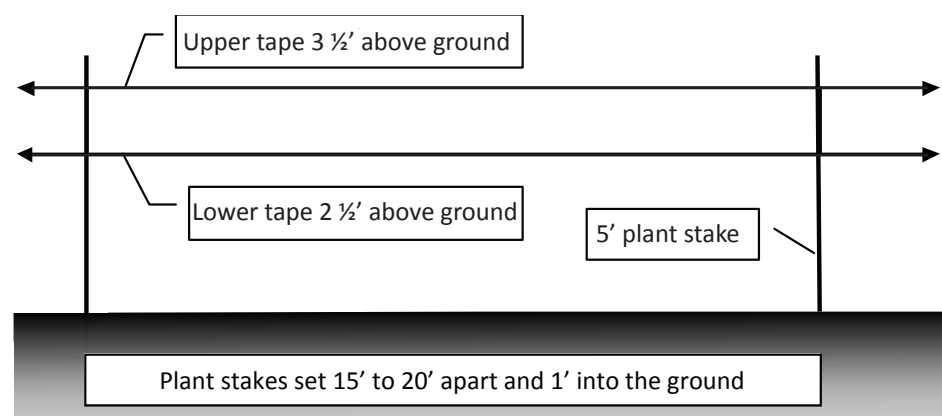 Upper tape 3 ½’ above ground
Lower tape 2 ½’ above ground
5’ plant stake
Plant stakes set 15’ to 20’ apart and 1’ into the ground